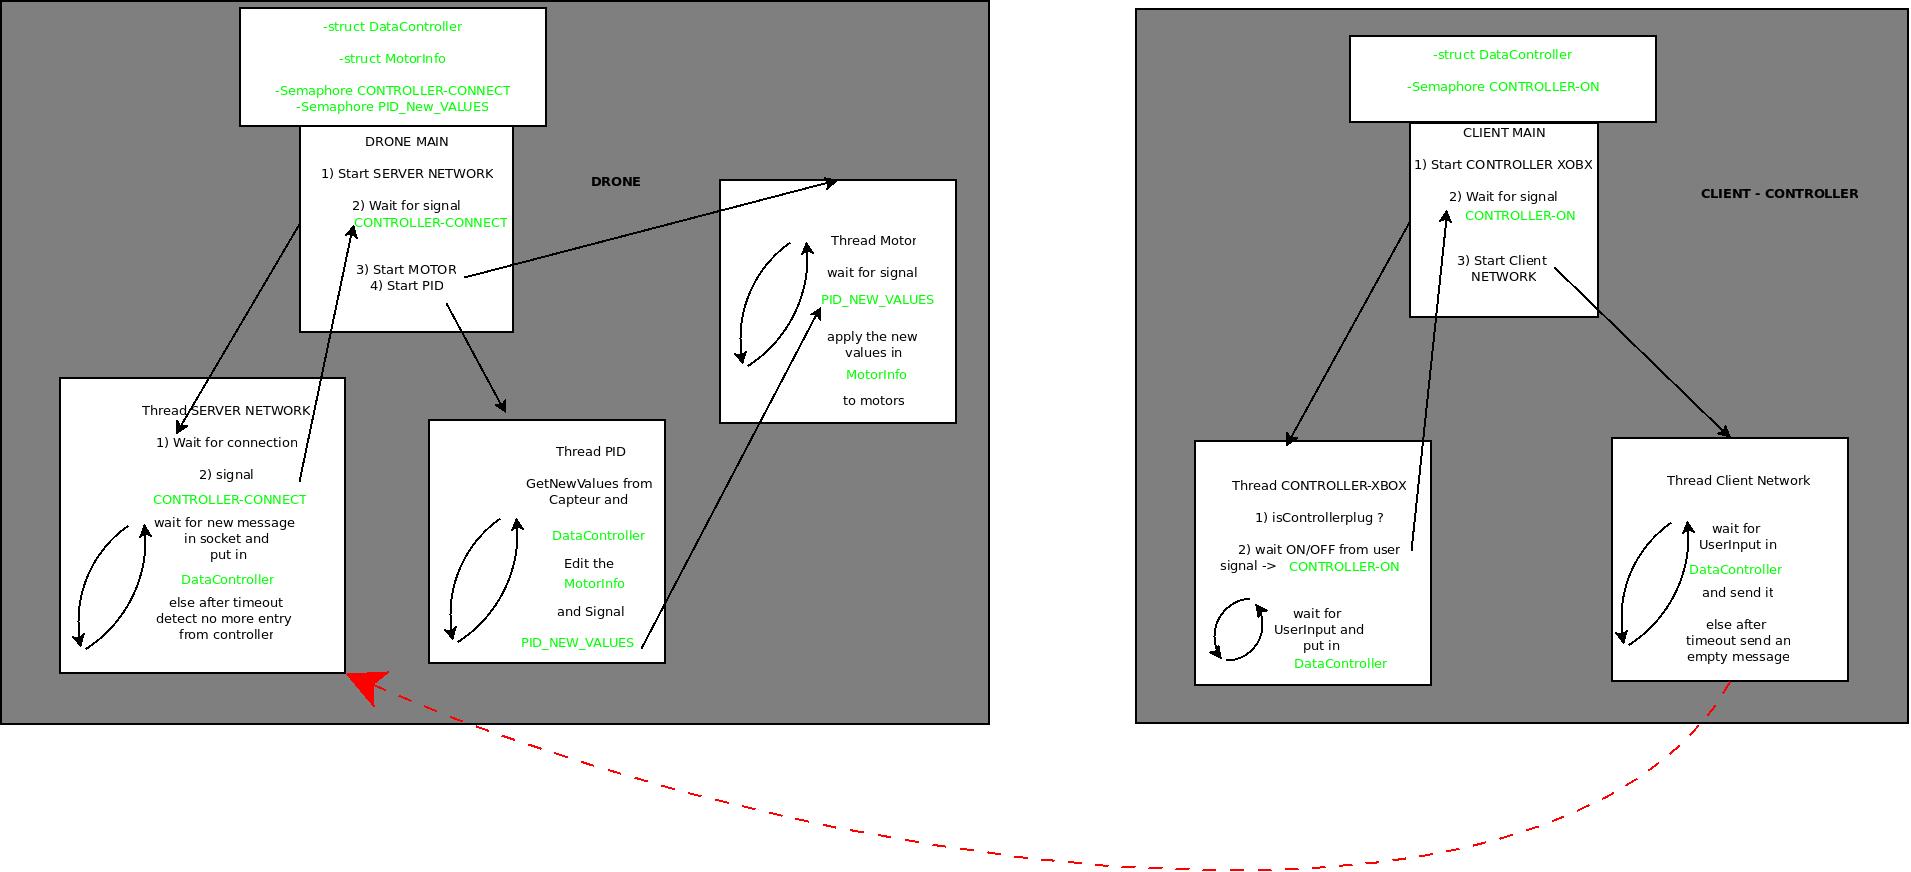 -struct DataController
-struct MotorInfo
-Semaphore CONTROLLER-CONNECT
-Semaphore PID_New_VALUES
DRONE MAIN
1) Start SERVER NETWORK
2) Wait for signal
CONTROLLER-CONNECT
3) Start MOTOR
4) Start PID
DRONE
Thread Motor
wait for signal
PID_NEW_VALUES
apply the new
values in
MotorInfo
to motors
Thread SERVER NETWORK
1) Wait for connection
2) signal
CONTROLLER-CONNECT
wait for new message
in socket and
put in
DataController
else after timeout
detect no more entry
from controller
Thread PID
GetNewValues from
Capteur and
DataController
Edit the
MotorInfo
and Signal
PID_NEW_VALUES
-struct DataController
-Semaphore CONTROLLER-ON
CLIENT MAIN
1) Start CONTROLLER XOBX
2) Wait for signal
CONTROLLER-ON
3) Start Client
NETWORK
CLIENT - CONTROLLER
Thread CONTROLLER-XBOX
1) isControllerplug ?
2) wait ON/OFF from user
signal -> CONTROLLER-ON
wait for
UserInput and
put in
DataController
Thread Client Network
wait for
UserInput in
DataController
and send it
else after
timeout send an
empty message